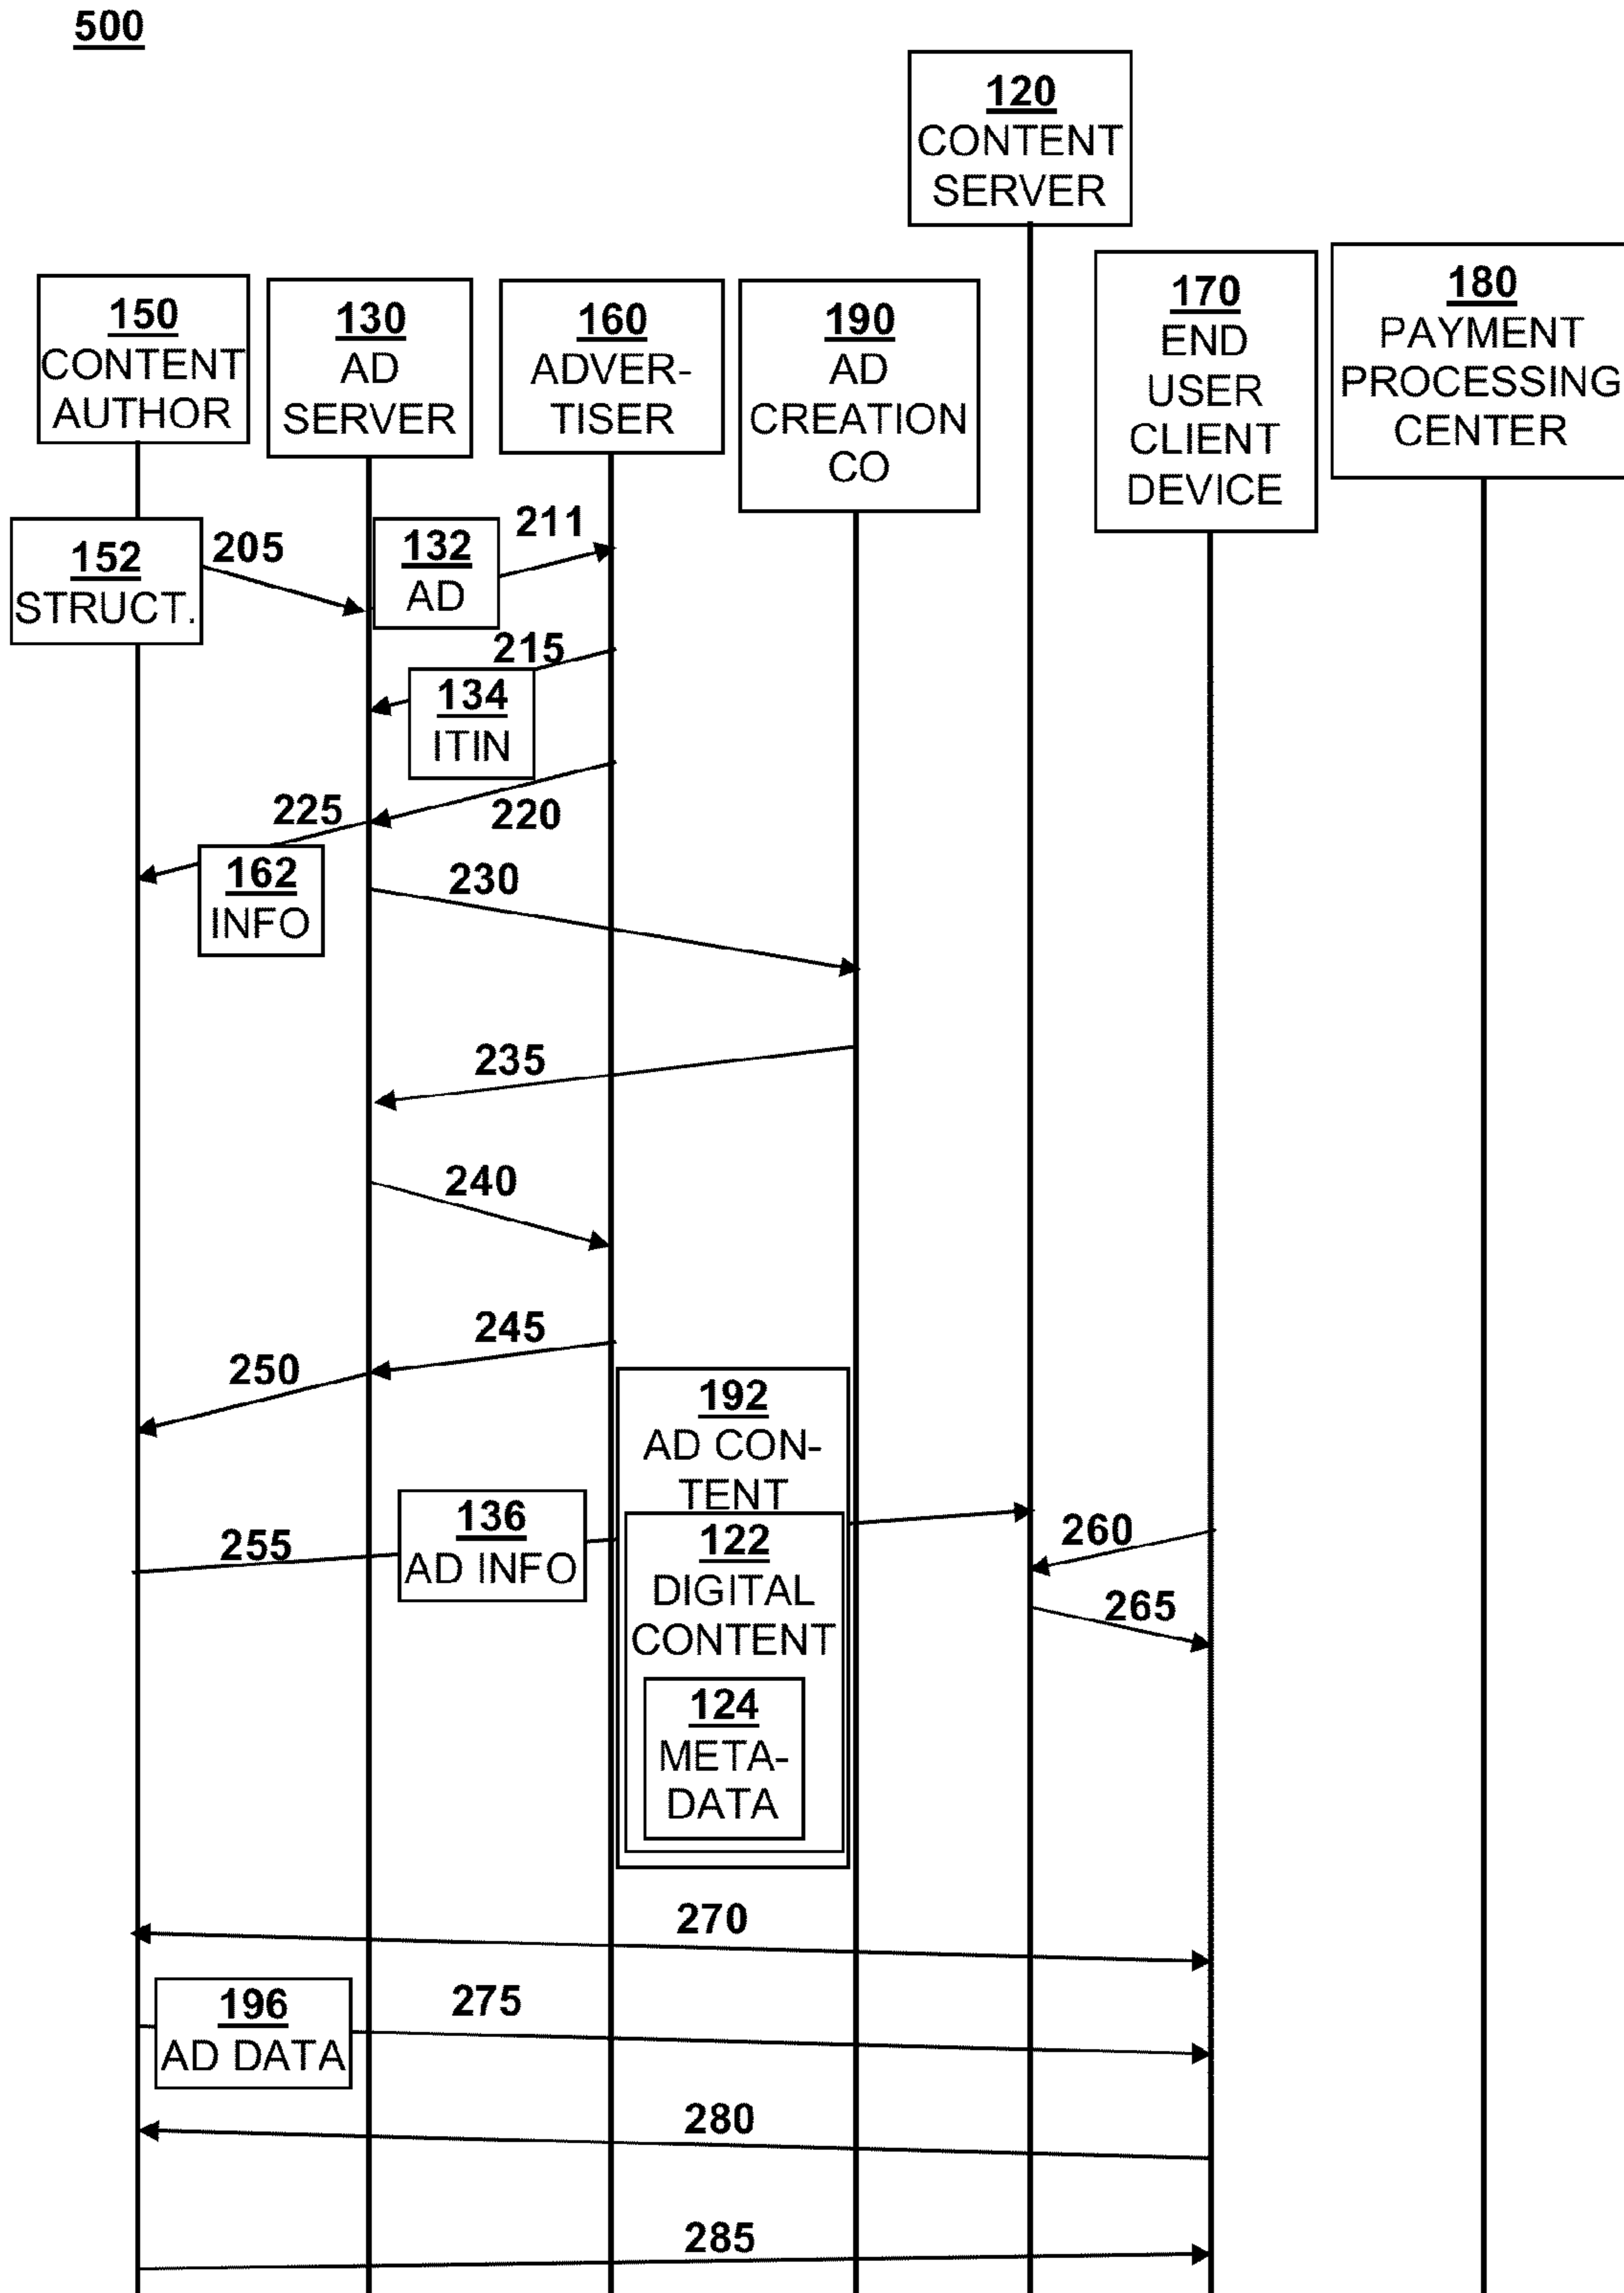 500
120
CONTENT
SERVER
150
CONTENT
AUTHOR
130
AD
SERVER
160
ADVER-
TISER
190
AD
CREATION
CO
170
END
USER
CLIENT
DEVICE
180
PAYMENT
PROCESSING
CENTER
152
STRUCT.
205
132
AD
211
215
134
ITIN
220
225
162
INFO
230
235
240
245
250
192
AD CON-
TENT
136
AD INFO
255
122
DIGITAL
CONTENT
124
META-
DATA
260
265
270
196
AD DATA
275
280
285